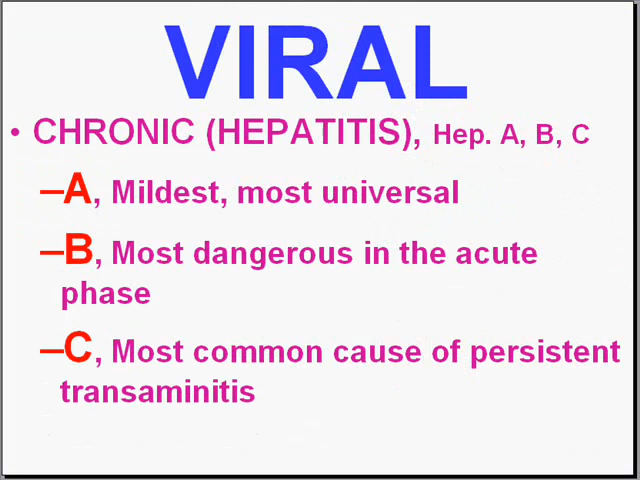 VIRAL
• CHRONIC (HEPATITIS), Hep. A, B, C
–A, Mildest, most universal
–B, Most dangerous in the acute
phase
–C, Most common cause of persistent
transaminitis